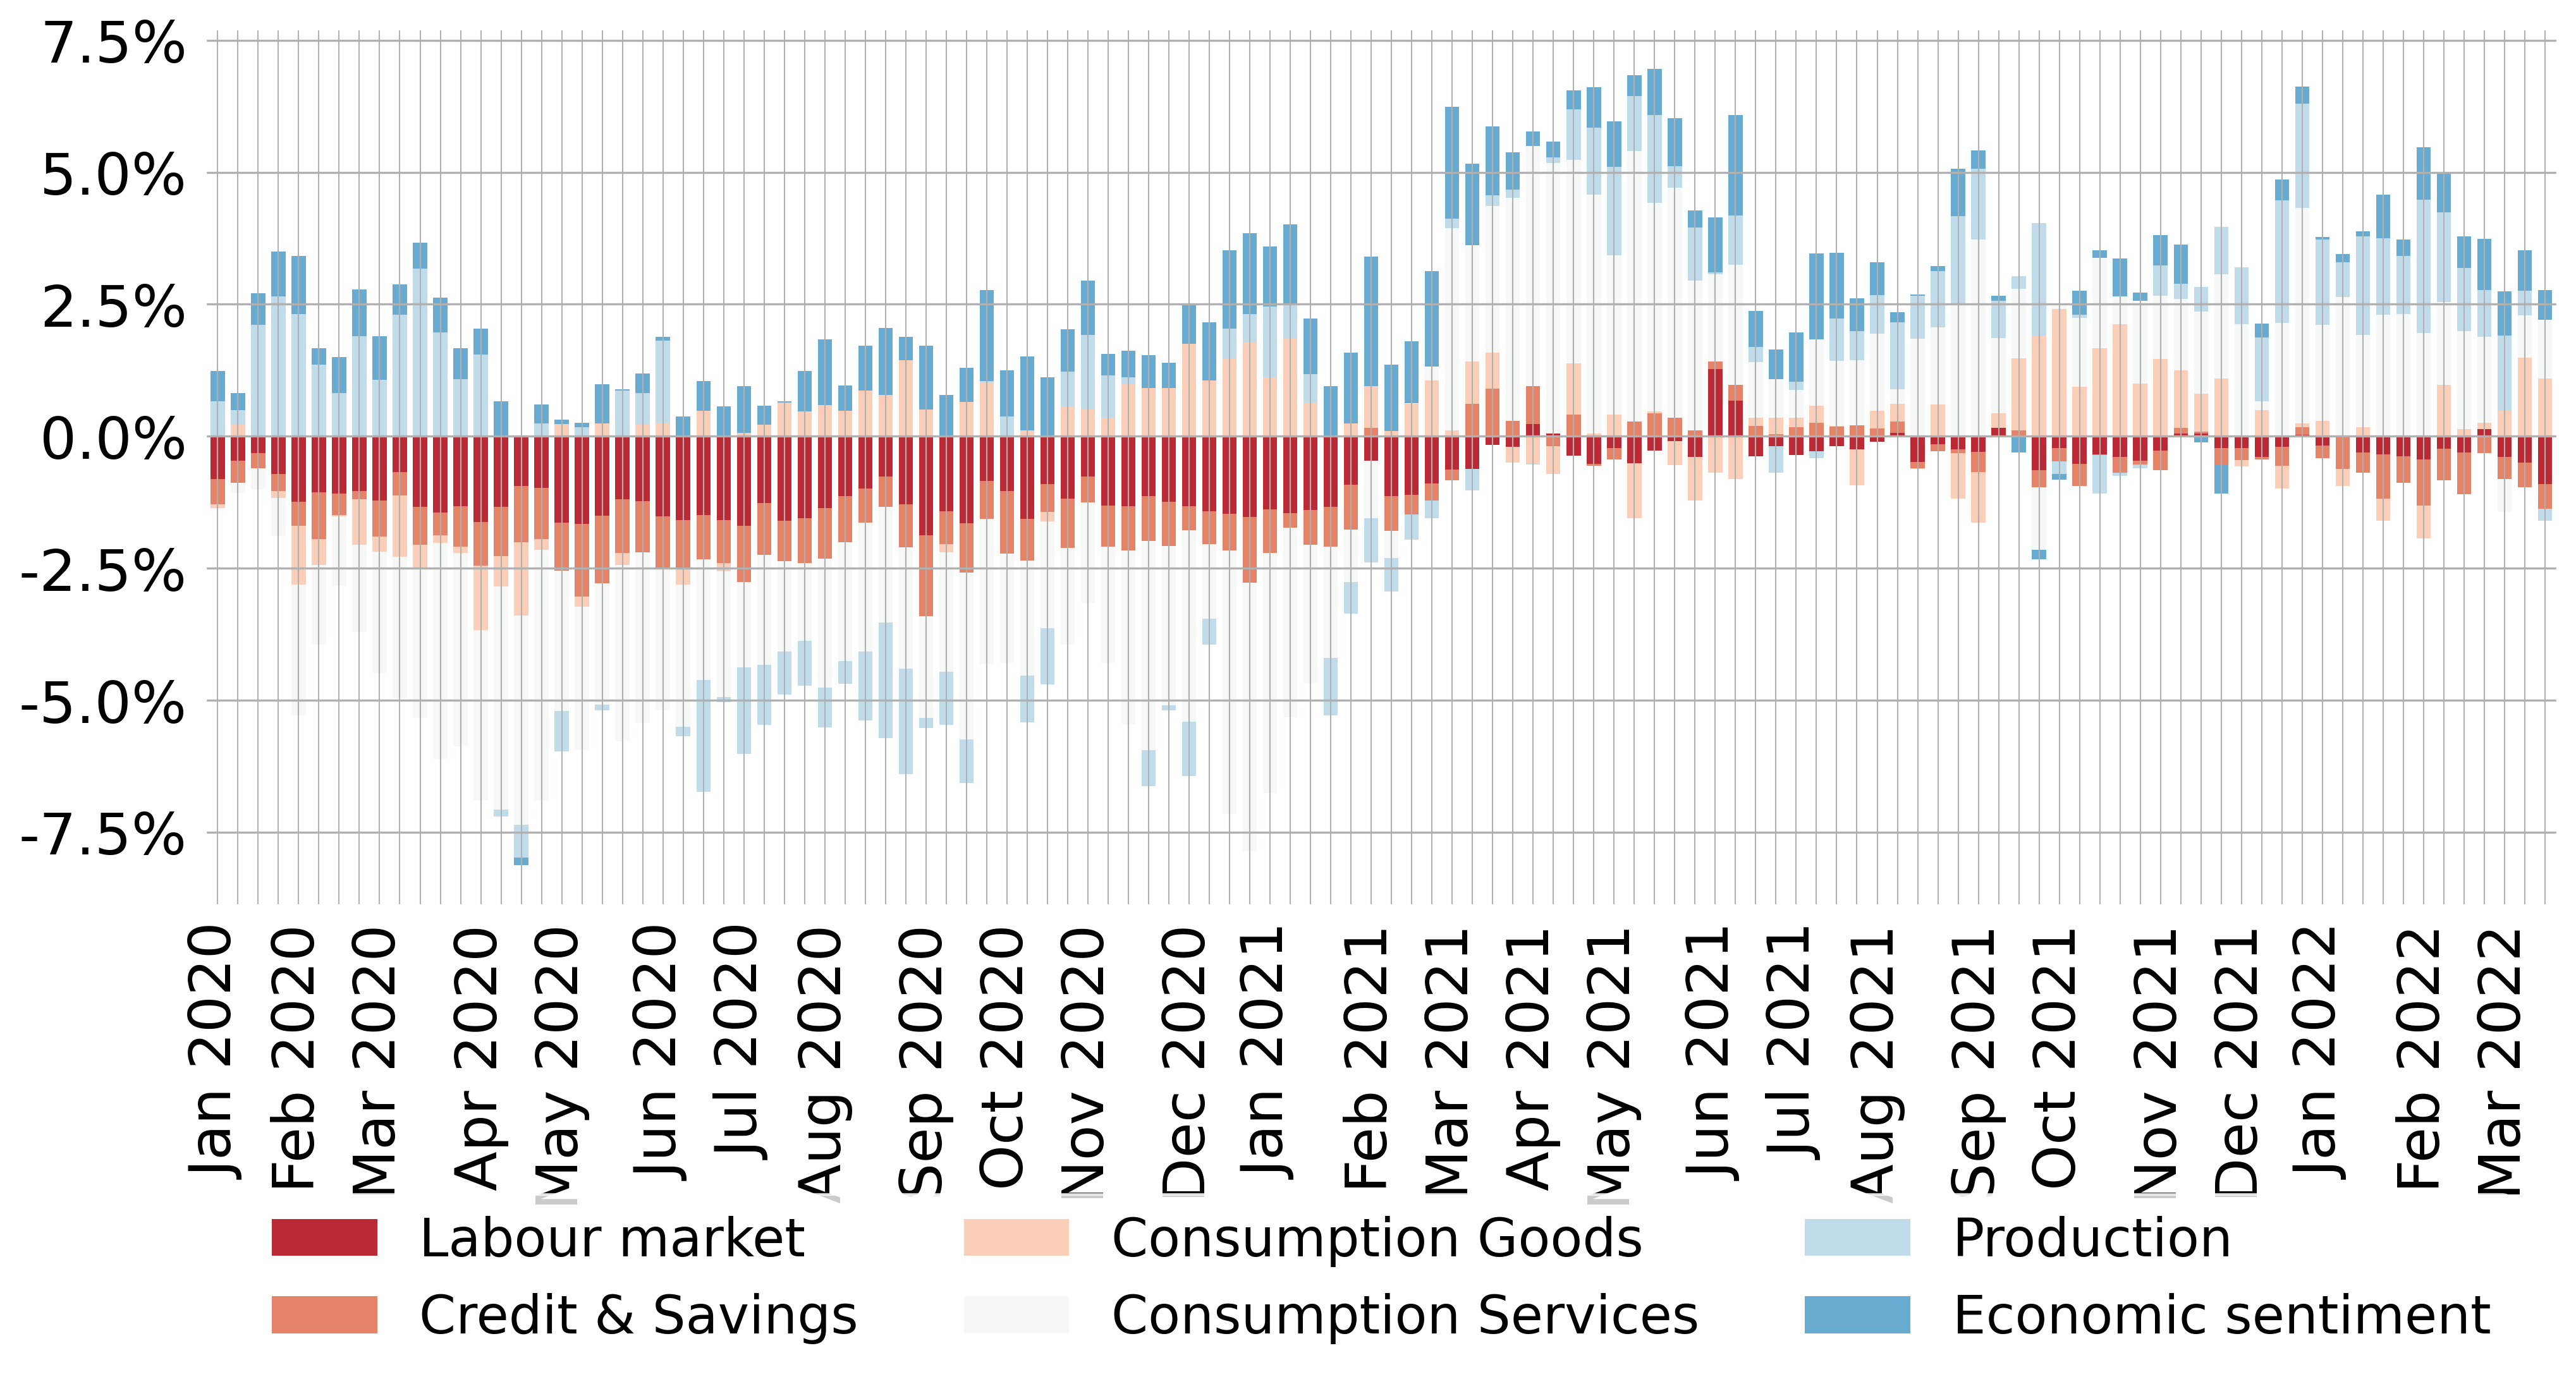 7.5%
5.0%
2.5%
0.0%
-2.5%
-5.0%
-7.5%
Jan 2020
Feb 2020
Mar 2020
Apr 2020
May 2020
Jun 2020
Jul 2020
Aug 2020
Sep 2020
Oct 2020
Nov 2020
Dec 2020
Jan 2021
Feb 2021
Mar 2021
Apr 2021
May 2021
Jun 2021
Jul 2021
Aug 2021
Sep 2021
Oct 2021
Nov 2021
Dec 2021
Jan 2022
Feb 2022
Mar 2022
Labour market
Consumption Goods
Production
Credit & Savings
Consumption Services
Economic sentiment